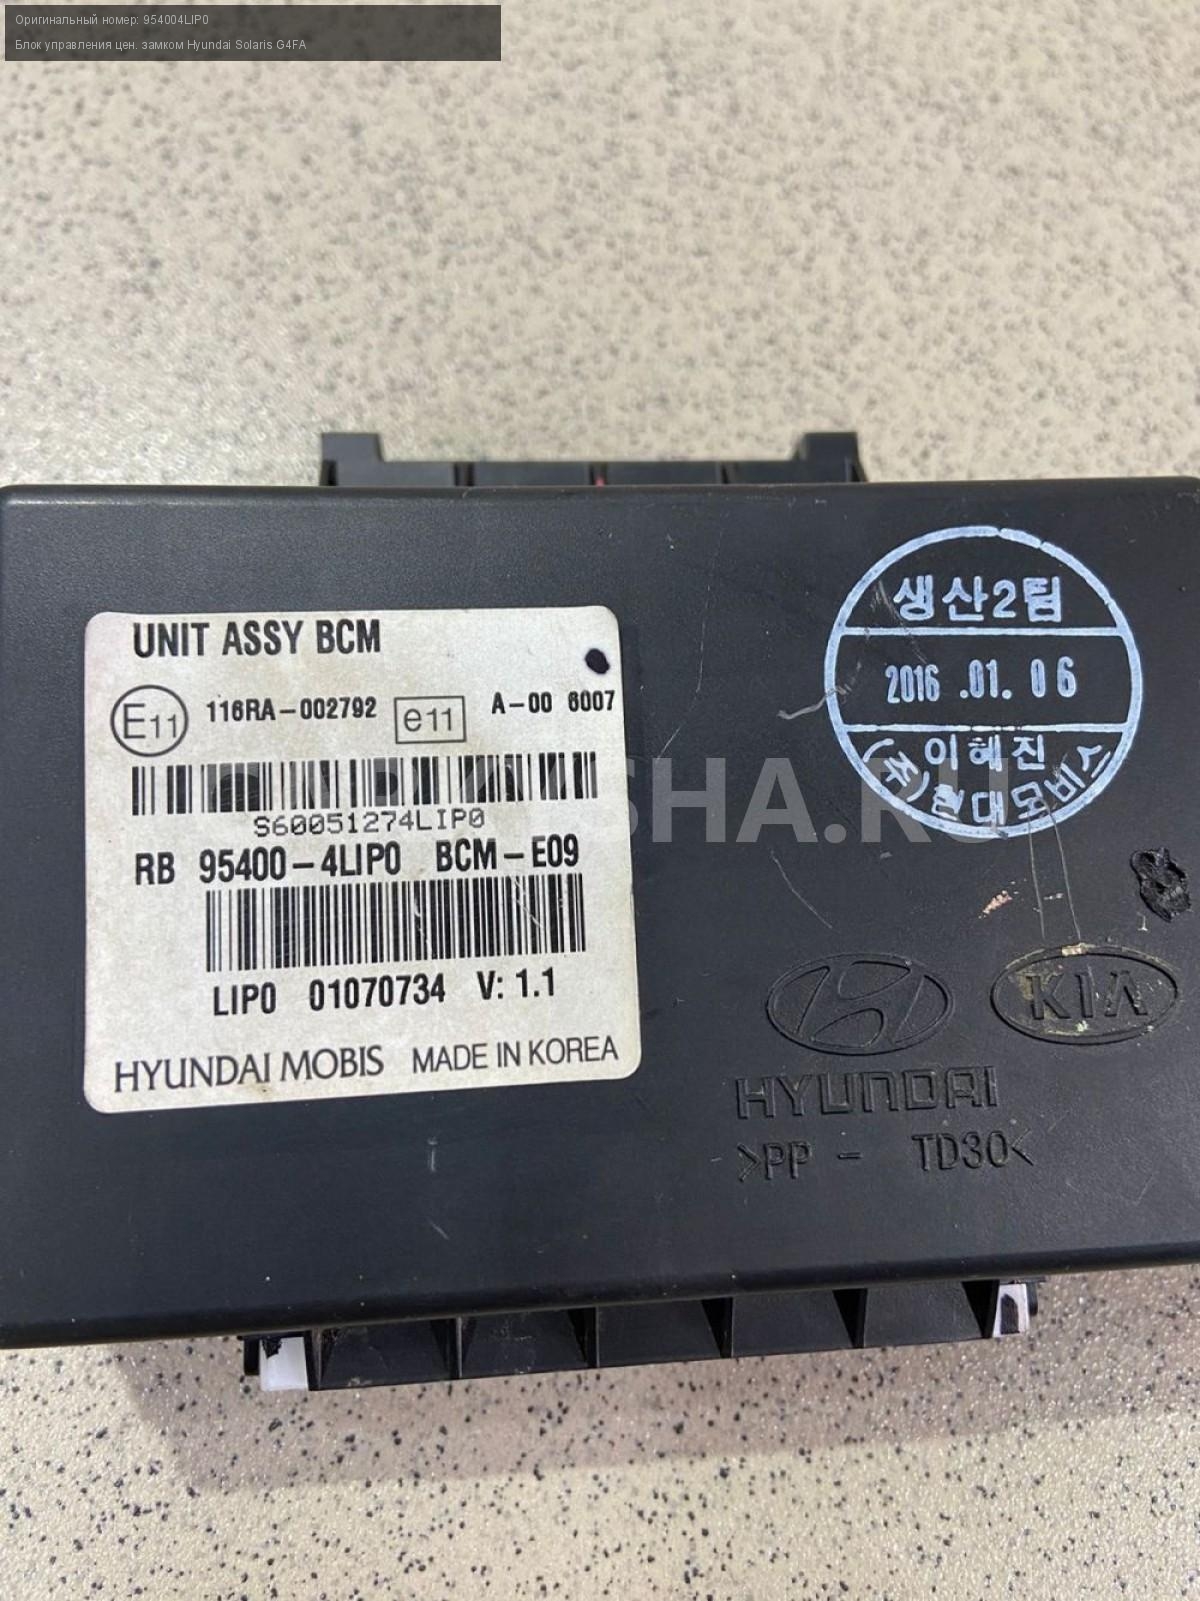 Оригинальный номер: 954004LIP0
Блок управления цен. замком Hyundai Solaris G4FA
UNIT ASSY BCM
E11 116RA-002792 e11 A-00 6007
S60051274LIP0
RB 95400-4LIP0 BCM-E09
LIP0 01070734 V: 1.1
HYUNDAI MOBIS MADE IN KOREA
생산2팀
2016.01.06
이혜진
(주)현대모비스
KIA
HYUNDAI
>PP - TD30<